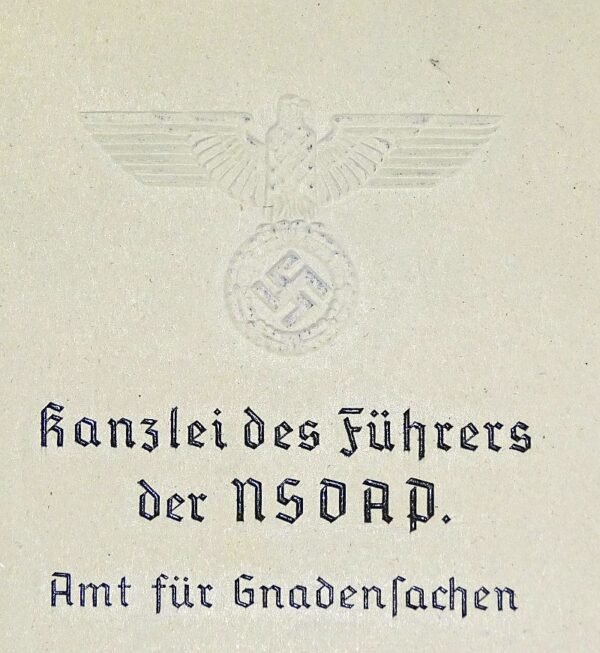 Kanzlei des Führers
der NSDAP.
Amt für Gnadenſachen